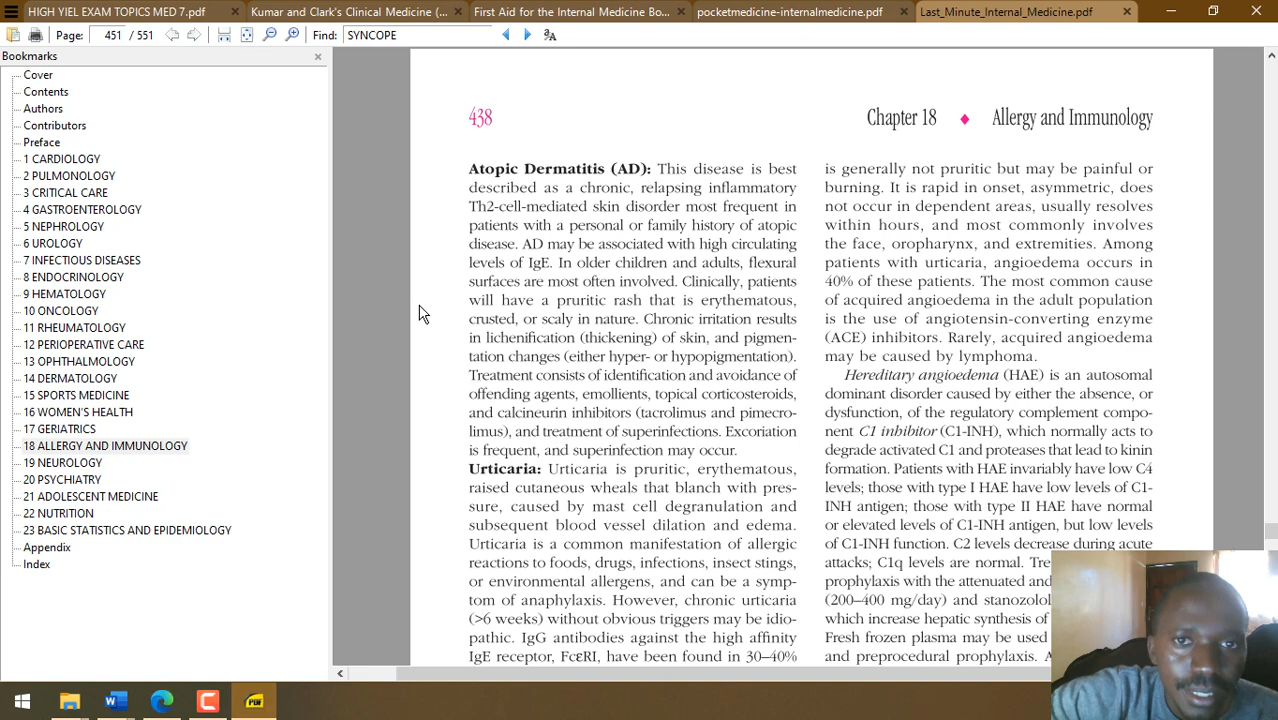 HIGH YIEL EXAM TOPICS MED 7.pdf
Kumar and Clark's Clinical Medicine (...
First Aid for the Internal Medicine Bo...
pocketmedicine-internalmedicine.pdf
Last_Minute_Internal_Medicine.pdf
Page: 451 / 551
Find: SYNCOPE
Bookmarks
Cover
Contents
Authors
Contributors
Preface
1 CARDIOLOGY
2 PULMONOLOGY
3 CRITICAL CARE
4 GASTROENTEROLOGY
5 NEPHROLOGY
6 UROLOGY
7 INFECTIOUS DISEASES
8 ENDOCRINOLOGY
9 HEMATOLOGY
10 ONCOLOGY
11 RHEUMATOLOGY
12 PERIOPERATIVE CARE
13 OPHTHALMOLOGY
14 DERMATOLOGY
15 SPORTS MEDICINE
16 WOMEN'S HEALTH
17 GERIATRICS
18 ALLERGY AND IMMUNOLOGY
19 NEUROLOGY
20 PSYCHIATRY
21 ADOLESCENT MEDICINE
22 NUTRITION
23 BASIC STATISTICS AND EPIDEMIOLOGY
Appendix
Index
438
Chapter 18 ♦ Allergy and Immunology
Atopic Dermatitis (AD): This disease is best
described as a chronic, relapsing inflammatory
Th2-cell-mediated skin disorder most frequent in
patients with a personal or family history of atopic
disease. AD may be associated with high circulating
levels of IgE. In older children and adults, flexural
surfaces are most often involved. Clinically, patients
will have a pruritic rash that is erythematous,
crusted, or scaly in nature. Chronic irritation results
in lichenification (thickening) of skin, and pigmen-
tation changes (either hyper- or hypopigmentation).
Treatment consists of identification and avoidance of
offending agents, emollients, topical corticosteroids,
and calcineurin inhibitors (tacrolimus and pimecro-
limus), and treatment of superinfections. Excoriation
is frequent, and superinfection may occur.
Urticaria: Urticaria is pruritic, erythematous,
raised cutaneous wheals that blanch with pres-
sure, caused by mast cell degranulation and
subsequent blood vessel dilation and edema.
Urticaria is a common manifestation of allergic
reactions to foods, drugs, infections, insect stings,
or environmental allergens, and can be a symp-
tom of anaphylaxis. However, chronic urticaria
(>6 weeks) without obvious triggers may be idio-
pathic. IgG antibodies against the high affinity
IgE receptor, FcεRI, have been found in 30–40%
is generally not pruritic but may be painful or
burning. It is rapid in onset, asymmetric, does
not occur in dependent areas, usually resolves
within hours, and most commonly involves
the face, oropharynx, and extremities. Among
patients with urticaria, angioedema occurs in
40% of these patients. The most common cause
of acquired angioedema in the adult population
is the use of angiotensin-converting enzyme
(ACE) inhibitors. Rarely, acquired angioedema
may be caused by lymphoma.
Hereditary angioedema (HAE) is an autosomal
dominant disorder caused by either the absence, or
dysfunction, of the regulatory complement compo-
nent C1 inhibitor (C1-INH), which normally acts to
degrade activated C1 and proteases that lead to kinin
formation. Patients with HAE invariably have low C4
levels; those with type I HAE have low levels of C1-
INH antigen; those with type II HAE have normal
or elevated levels of C1-INH antigen, but low levels
of C1-INH function. C2 levels decrease during acute
attacks; C1q levels are normal.
prophylaxis with the attenuated and
(200–400 mg/day) and stanozolol
which increase hepatic synthesis of
Fresh frozen plasma may be used
and preprocedural prophylaxis.